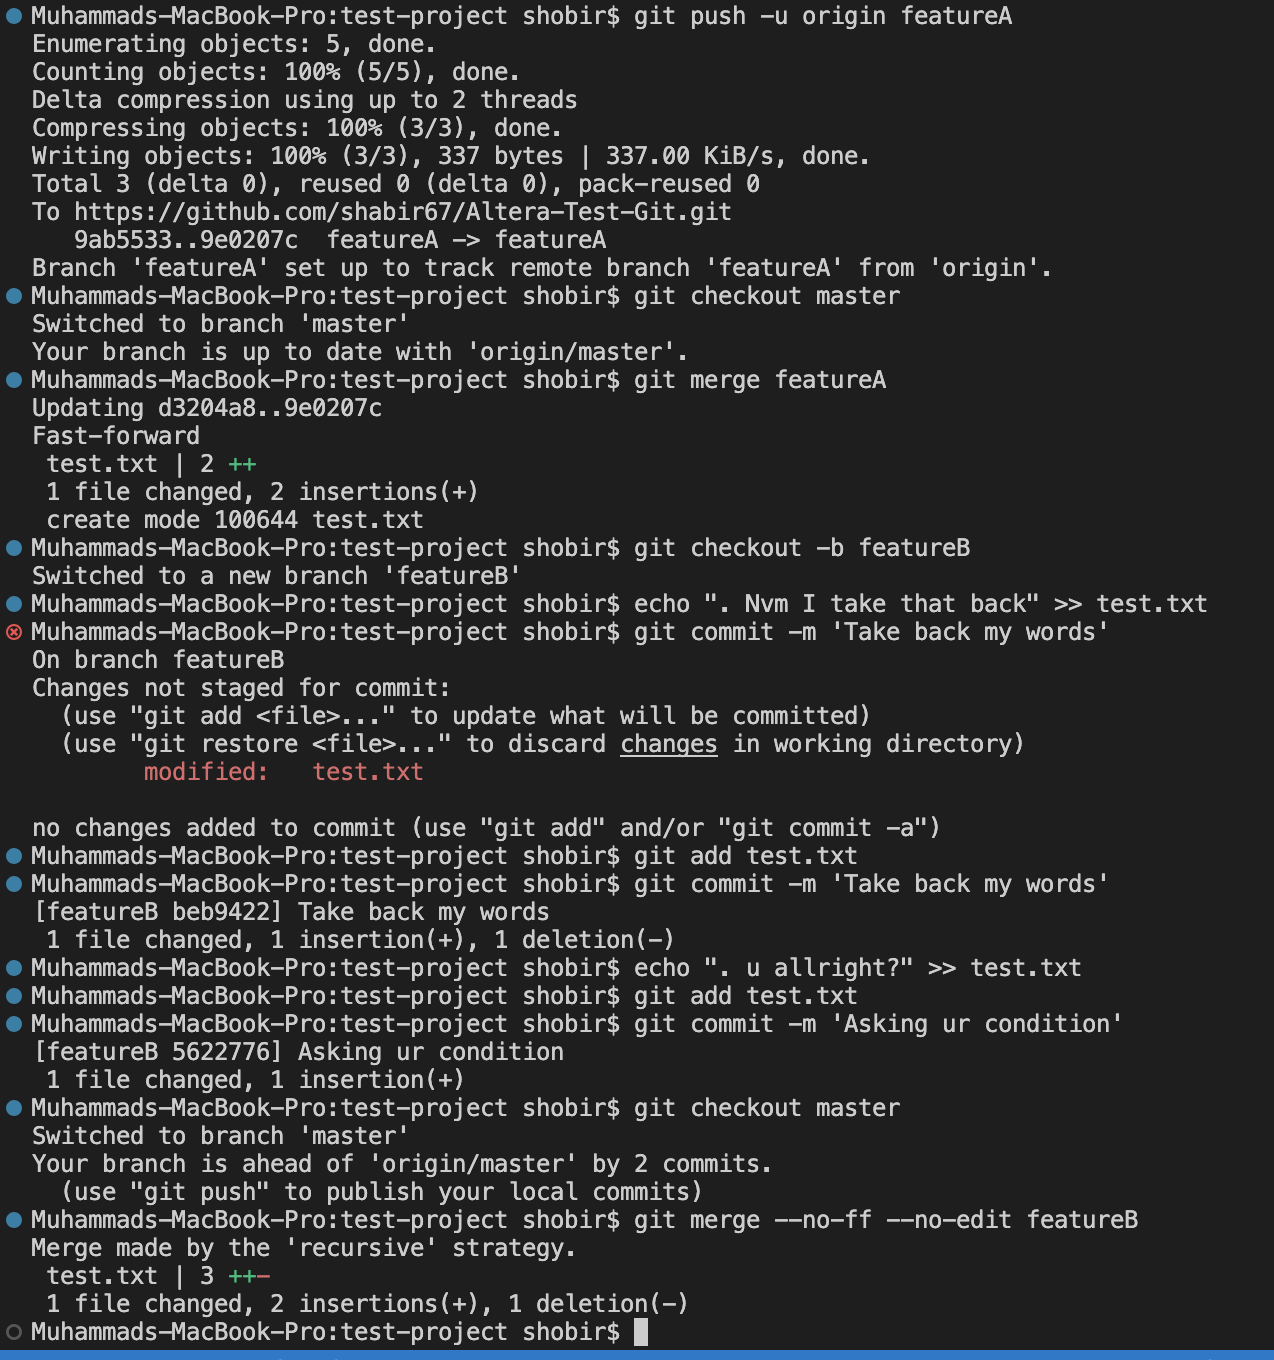 Muhammads-MacBook-Pro:test-project shobir$ git push -u origin featureA
Enumerating objects: 5, done.
Counting objects: 100% (5/5), done.
Delta compression using up to 2 threads
Compressing objects: 100% (3/3), done.
Writing objects: 100% (3/3), 337 bytes | 337.00 KiB/s, done.
Total 3 (delta 0), reused 0 (delta 0), pack-reused 0
To https://github.com/shabir67/Altera-Test-Git.git
   9ab5533..9e0207c  featureA -> featureA
Branch 'featureA' set up to track remote branch 'featureA' from 'origin'.
Muhammads-MacBook-Pro:test-project shobir$ git checkout master
Switched to branch 'master'
Your branch is up to date with 'origin/master'.
Muhammads-MacBook-Pro:test-project shobir$ git merge featureA
Updating d3204a8..9e0207c
Fast-forward
 test.txt | 2 ++
 1 file changed, 2 insertions(+)
 create mode 100644 test.txt
Muhammads-MacBook-Pro:test-project shobir$ git checkout -b featureB
Switched to a new branch 'featureB'
Muhammads-MacBook-Pro:test-project shobir$ echo ". Nvm I take that back" >> test.txt
Muhammads-MacBook-Pro:test-project shobir$ git commit -m 'Take back my words'
On branch featureB
Changes not staged for commit:
  (use "git add <file>..." to update what will be committed)
  (use "git restore <file>..." to discard changes in working directory)
        modified:   test.txt

no changes added to commit (use "git add" and/or "git commit -a")
Muhammads-MacBook-Pro:test-project shobir$ git add test.txt
Muhammads-MacBook-Pro:test-project shobir$ git commit -m 'Take back my words'
[featureB beb9422] Take back my words
 1 file changed, 1 insertion(+), 1 deletion(-)
Muhammads-MacBook-Pro:test-project shobir$ echo ". u allright?" >> test.txt
Muhammads-MacBook-Pro:test-project shobir$ git add test.txt
Muhammads-MacBook-Pro:test-project shobir$ git commit -m 'Asking ur condition'
[featureB 5622776] Asking ur condition
 1 file changed, 1 insertion(+)
Muhammads-MacBook-Pro:test-project shobir$ git checkout master
Switched to branch 'master'
Your branch is ahead of 'origin/master' by 2 commits.
  (use "git push" to publish your local commits)
Muhammads-MacBook-Pro:test-project shobir$ git merge --no-ff --no-edit featureB
Merge made by the 'recursive' strategy.
 test.txt | 3 ++-
 1 file changed, 2 insertions(+), 1 deletion(-)
Muhammads-MacBook-Pro:test-project shobir$